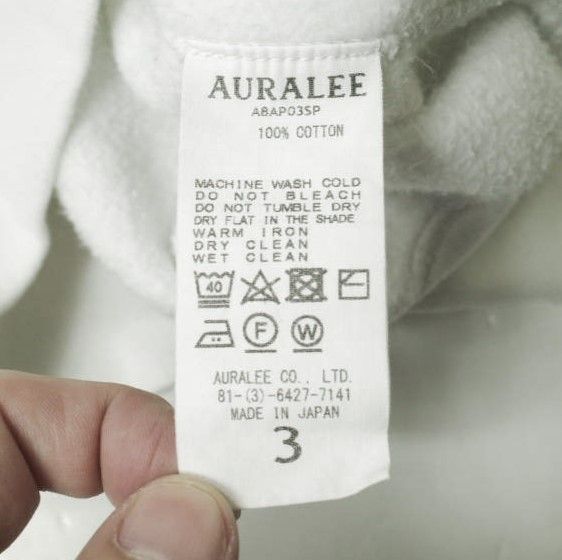 AURALEE
A8AP03SP
100% COTTON
MACHINE WASH COLD
DO NOT BLEACH
DO NOT TUMBLE DRY
DRY FLAT IN THE SHADE
WARM IRON
DRY CLEAN
WET CLEAN
40
F W
AURALEE CO., LTD.
81-(3)-6427-7141
MADE IN JAPAN
3